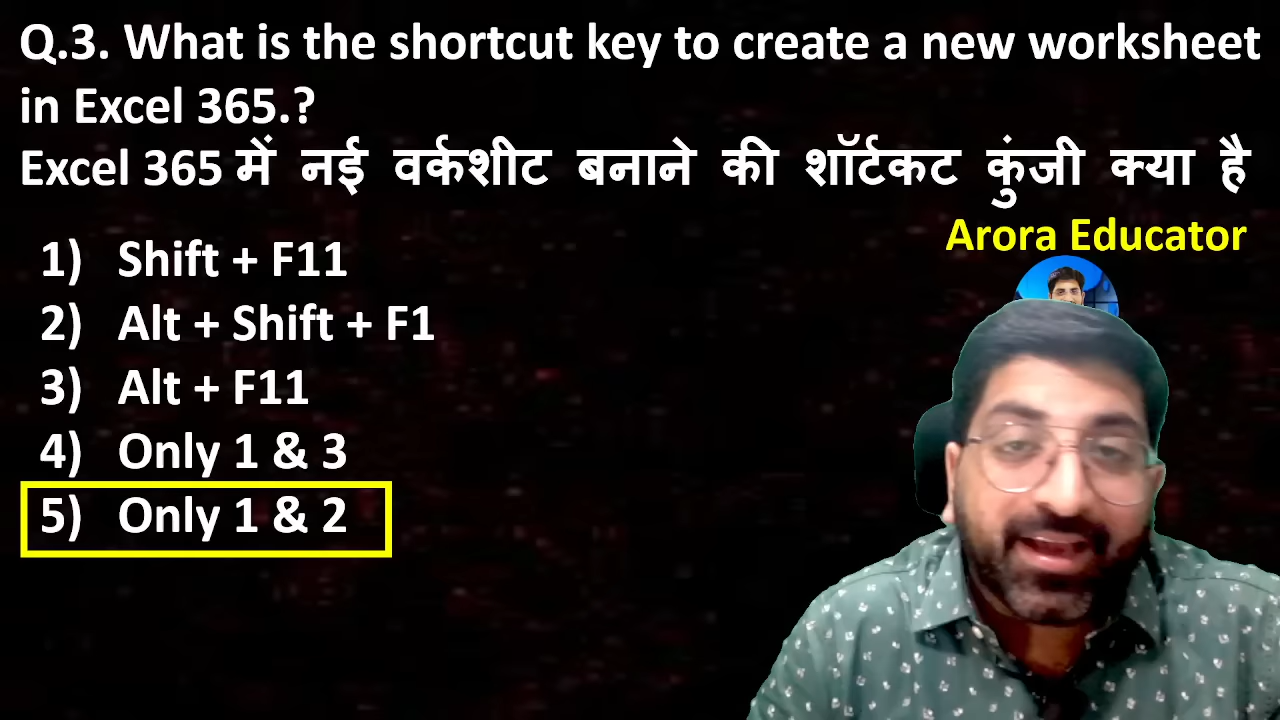 Q.3. What is the shortcut key to create a new worksheet
in Excel 365.?
Excel 365 में नई वर्कशीट बनाने की शॉर्टकट कुंजी क्या है
Arora Educator
1) Shift + F11
2) Alt + Shift + F1
3) Alt + F11
4) Only 1 & 3
5) Only 1 & 2